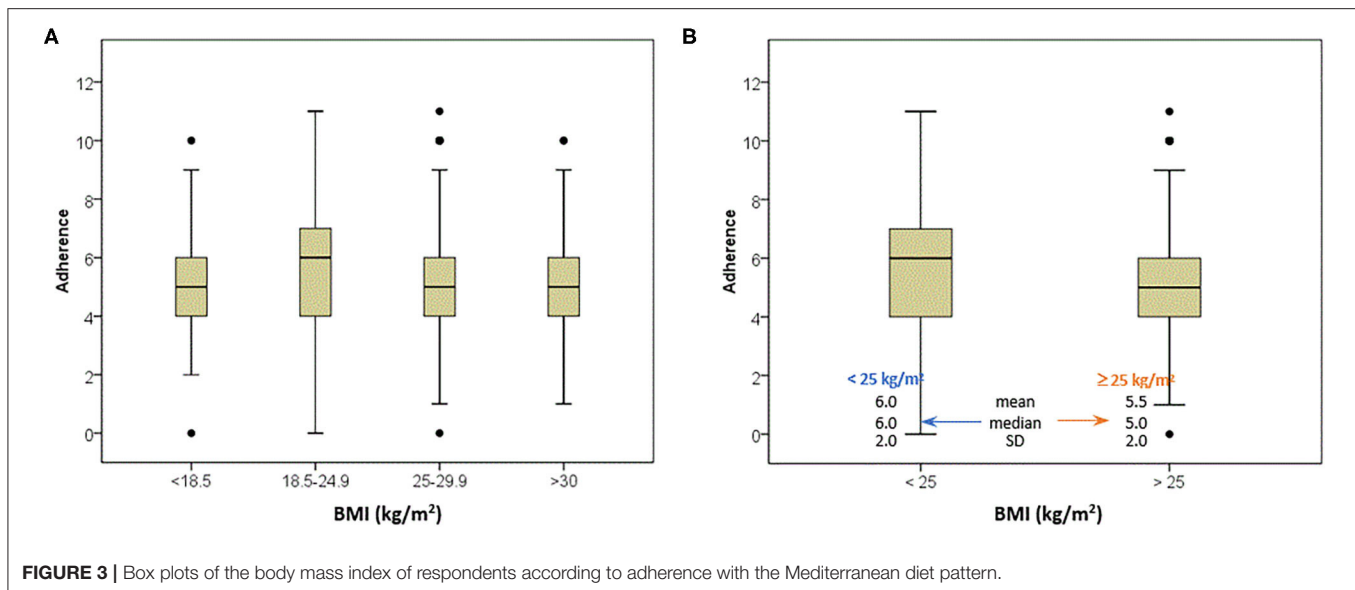 A
12
10
8
6
4
2
0
Adherence
<18.5 18.5-24.9 25-29.9 >30
BMI (kg/m²)
B
12
10
8
6
4
2
0
Adherence
< 25 kg/m² ≥25 kg/m²
6.0 mean 5.5
6.0 median 5.0
2.0 SD 2.0
< 25 > 25
BMI (kg/m²)
FIGURE 3 | Box plots of the body mass index of respondents according to adherence with the Mediterranean diet pattern.